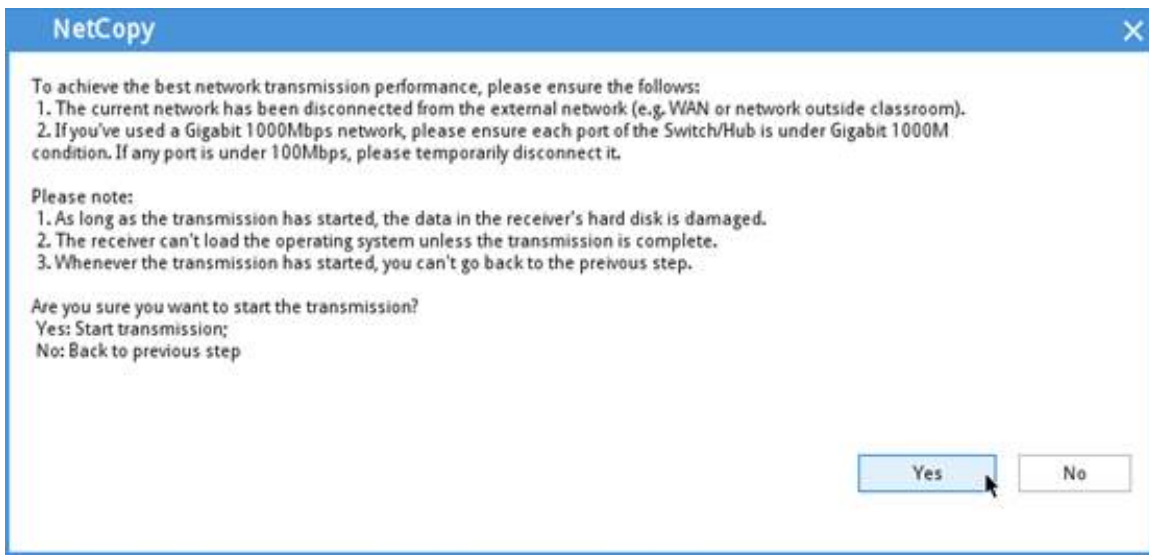 NetCopy
To achieve the best network transmission performance, please ensure the follows:
1. The current network has been disconnected from the external network (e.g. WAN or network outside classroom).
2. If you've used a Gigabit 1000Mbps network, please ensure each port of the Switch/Hub is under Gigabit 1000M
condition. If any port is under 100Mbps, please temporarily disconnect it.
Please note:
1. As long as the transmission has started, the data in the receiver's hard disk is damaged.
2. The receiver can't load the operating system unless the transmission is complete.
3. Whenever the transmission has started, you can't go back to the preivous step.
Are you sure you want to start the transmission?
Yes: Start transmission;
No: Back to previous step
Yes No